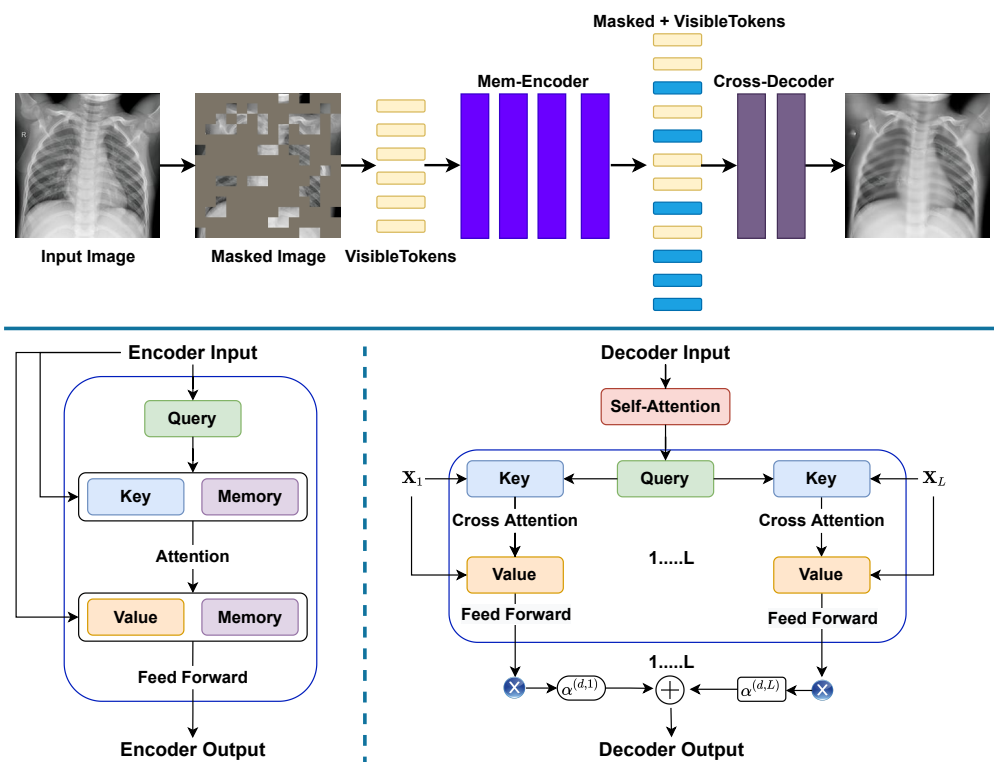 Masked + VisibleTokens
Mem-Encoder
Cross-Decoder
R
Input Image
Masked Image
VisibleTokens
Encoder Input
Query
Key
Memory
Attention
Value
Memory
Feed Forward
Encoder Output
Decoder Input
Self-Attention
X₁
Key
Query
Key
X_L
Cross Attention
Cross Attention
Value
1.....L
Value
Feed Forward
Feed Forward
1.....L
X
α^(d,1)
+
α^(d,L)
X
Decoder Output